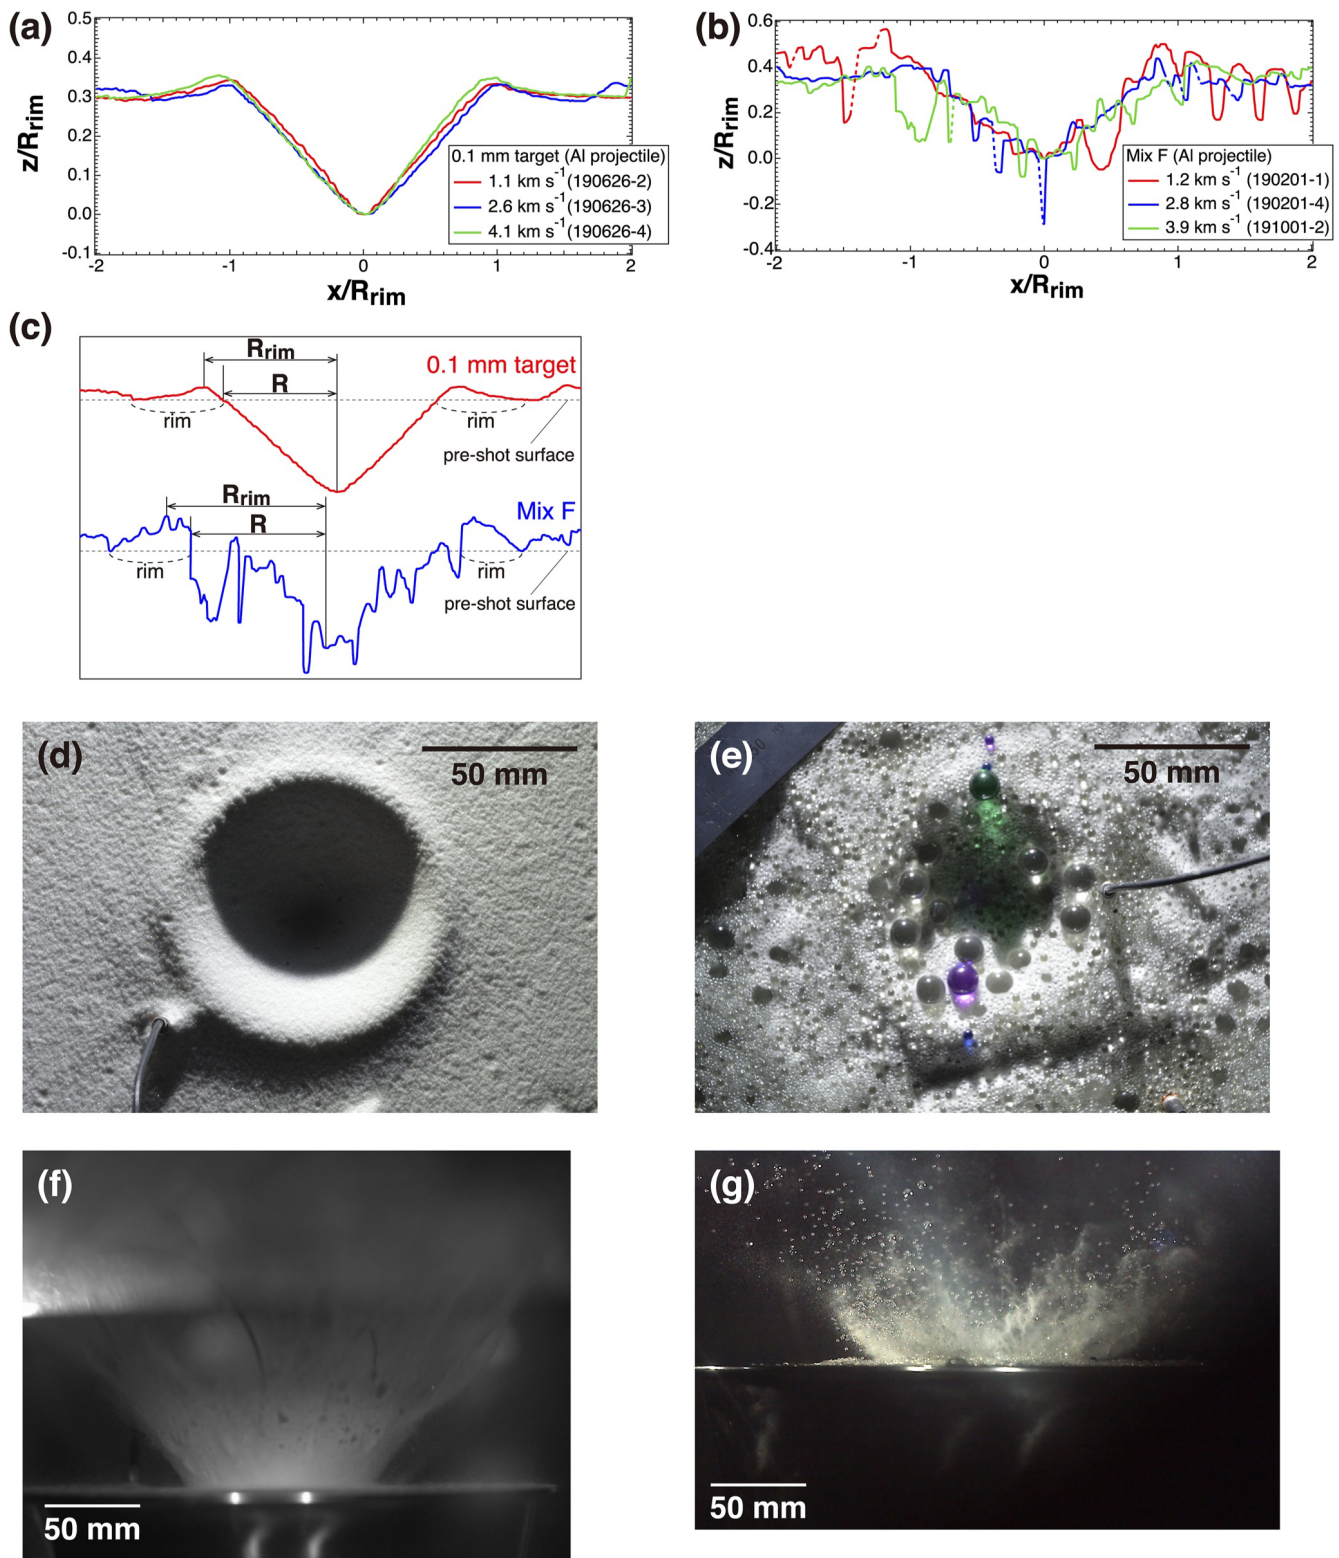 (a)
0.5
0.4
0.3
0.2
0.1
0.0
-0.1
z/Rrim
-2
-1
0
1
2
x/Rrim
0.1 mm target (Al projectile)
1.1 km s-1 (190626-2)
2.6 km s-1 (190626-3)
4.1 km s-1 (190626-4)
(b)
0.6
0.4
0.2
0.0
-0.2
-0.4
z/Rrim
-2
-1
0
1
2
x/Rrim
Mix F (Al projectile)
1.2 km s-1 (190201-1)
2.8 km s-1 (190201-4)
3.9 km s-1 (191001-2)
(c)
Rrim
0.1 mm target
R
rim
rim
pre-shot surface
Rrim
Mix F
R
rim
rim
pre-shot surface
(d)
50 mm
(e)
50 mm
(f)
50 mm
(g)
50 mm